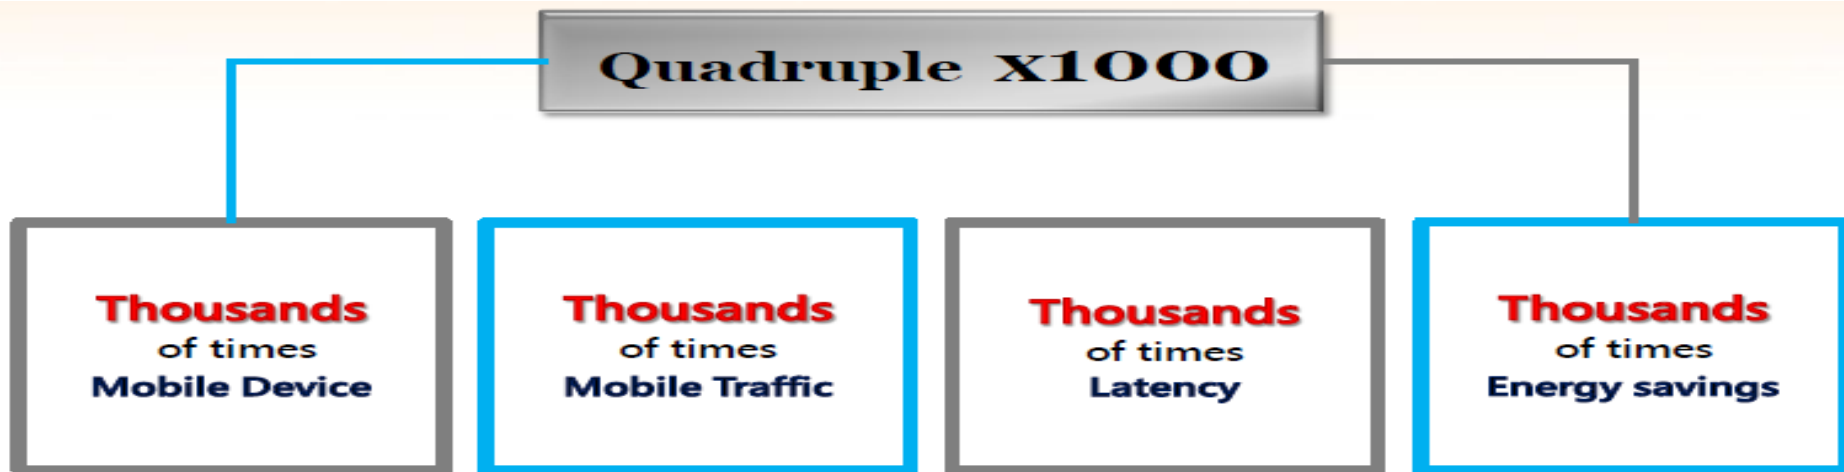 Quadruple X1000
Thousands
of times
Mobile Device
Thousands
of times
Mobile Traffic
Thousands
of times
Latency
Thousands
of times
Energy savings